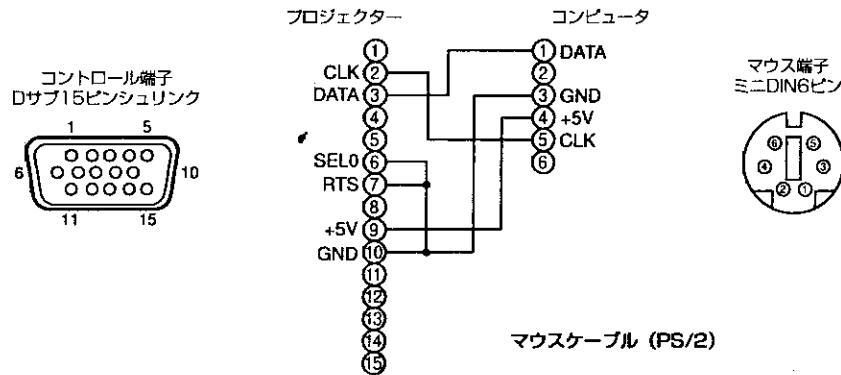 プロジェクター
コンピュータ
コントロール端子
Dサブ15ピンシュリンク
1 5
6 10
11 15
1
CLK 2
DATA 3
4
5
SEL0 6
RTS 7
8
+5V 9
GND 10
11
12
13
14
15
1 DATA
2
3 GND
4 +5V
5 CLK
6
マウス端子
ミニDIN6ピン
6 5
4 3
2 1
マウスケーブル (PS/2)